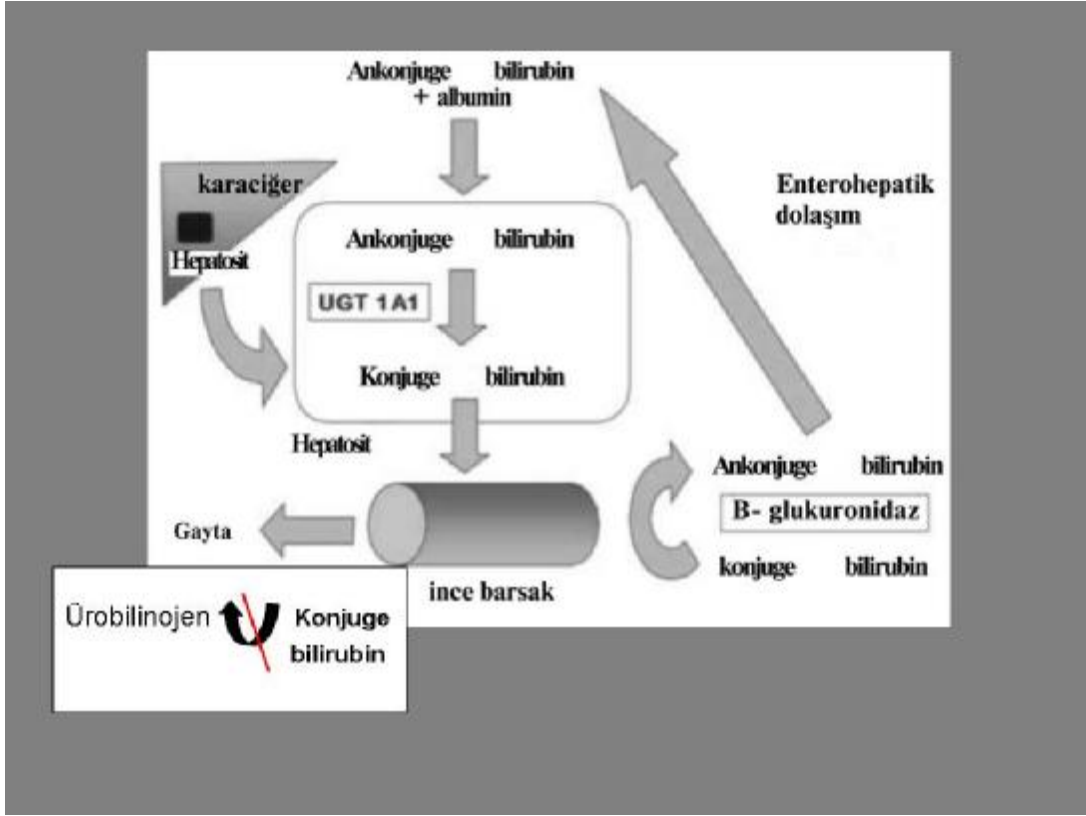 Ankonjuge bilirubin
+ albumin
karaciğer
Hepatosit
Enterohepatik
dolaşım
Ankonjuge bilirubin
UGT 1A1
Konjuge bilirubin
Hepatosit
Ankonjuge bilirubin
B- glukuronidaz
konjuge bilirubin
Gayta
ince barsak
Ürobilinojen
Konjuge
bilirubin